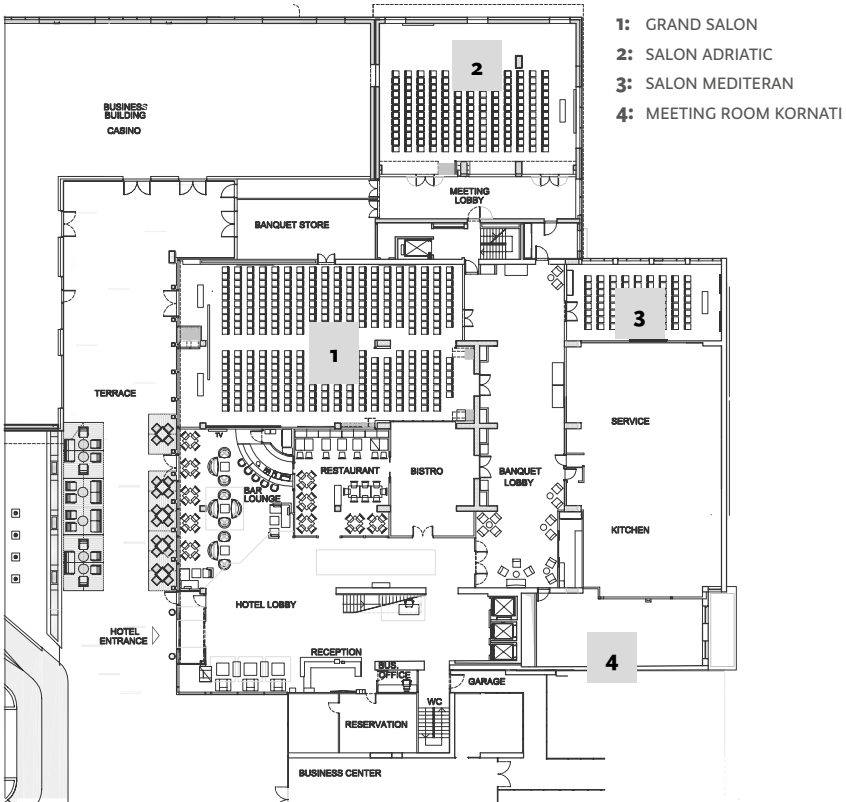 1: GRAND SALON
2: SALON ADRIATIC
3: SALON MEDITERAN
4: MEETING ROOM KORNATI
2
BUSINESS
BUILDING
CASINO
MEETING
LOBBY
BANQUET STORE
3
1
TERRACE
SERVICE
TV
RESTAURANT
BISTRO
BANQUET
LOBBY
BAR
LOUNGE
KITCHEN
HOTEL LOBBY
HOTEL
ENTRANCE
RECEPTION
4
BUS.
OFFICE
GARAGE
WC
RESERVATION
BUSINESS CENTER